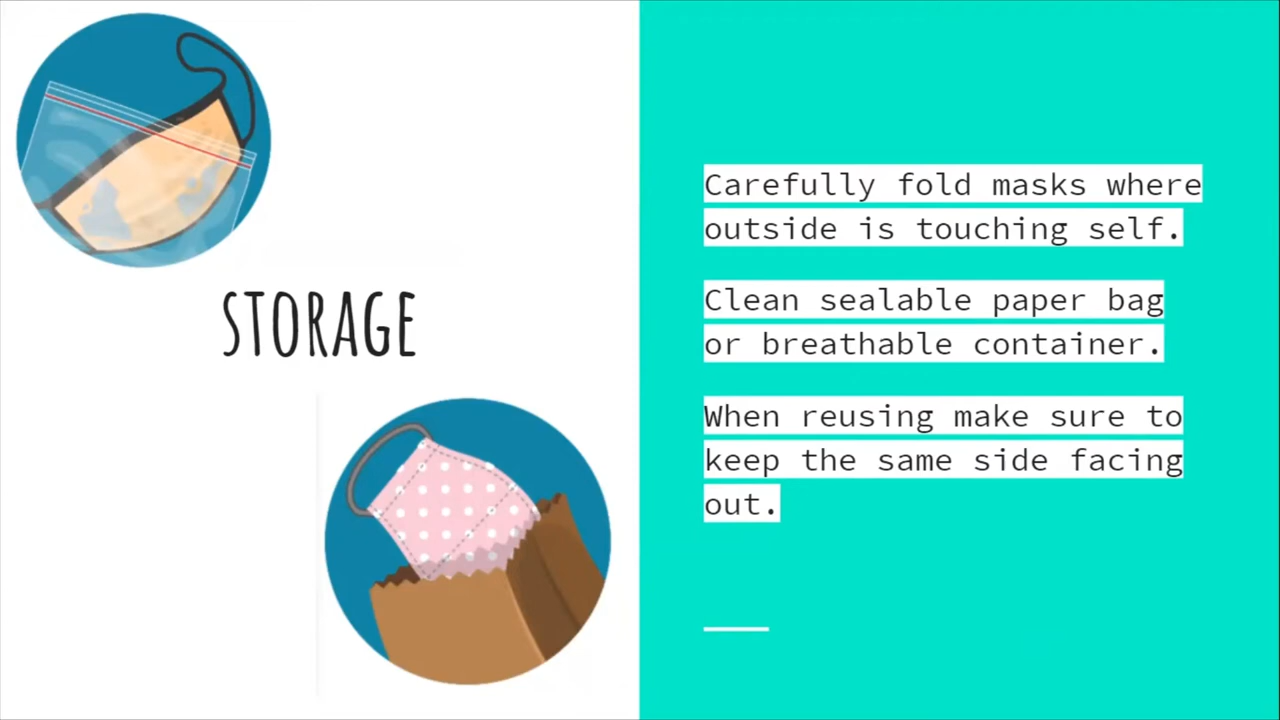 STORAGE
Carefully fold masks where
outside is touching self.
Clean sealable paper bag
or breathable container.
When reusing make sure to
keep the same side facing
out.